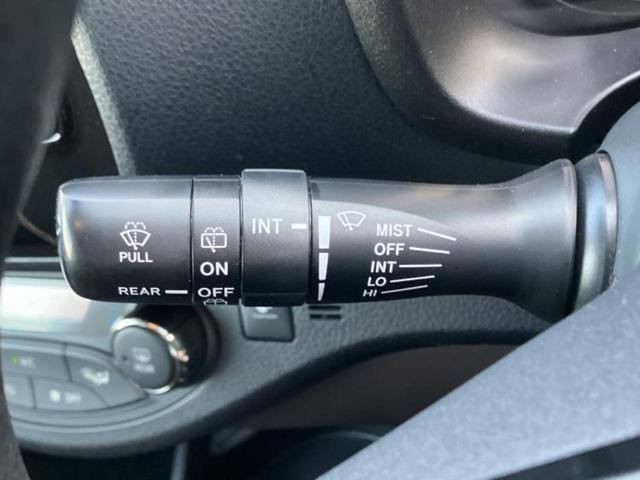 PULL
REAR
ON
OFF
INT
MIST
OFF
INT
LO
HI